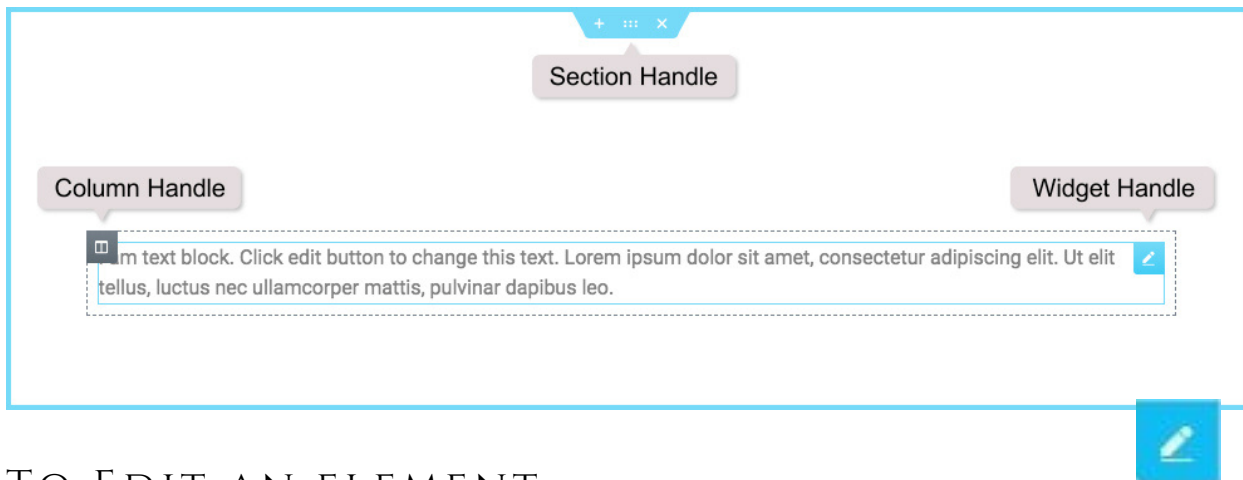 Section Handle
Column Handle
Widget Handle
am text block. Click edit button to change this text. Lorem ipsum dolor sit amet, consectetur adipiscing elit. Ut elit
tellus, luctus nec ullamcorper mattis, pulvinar dapibus leo.
To Edit an element